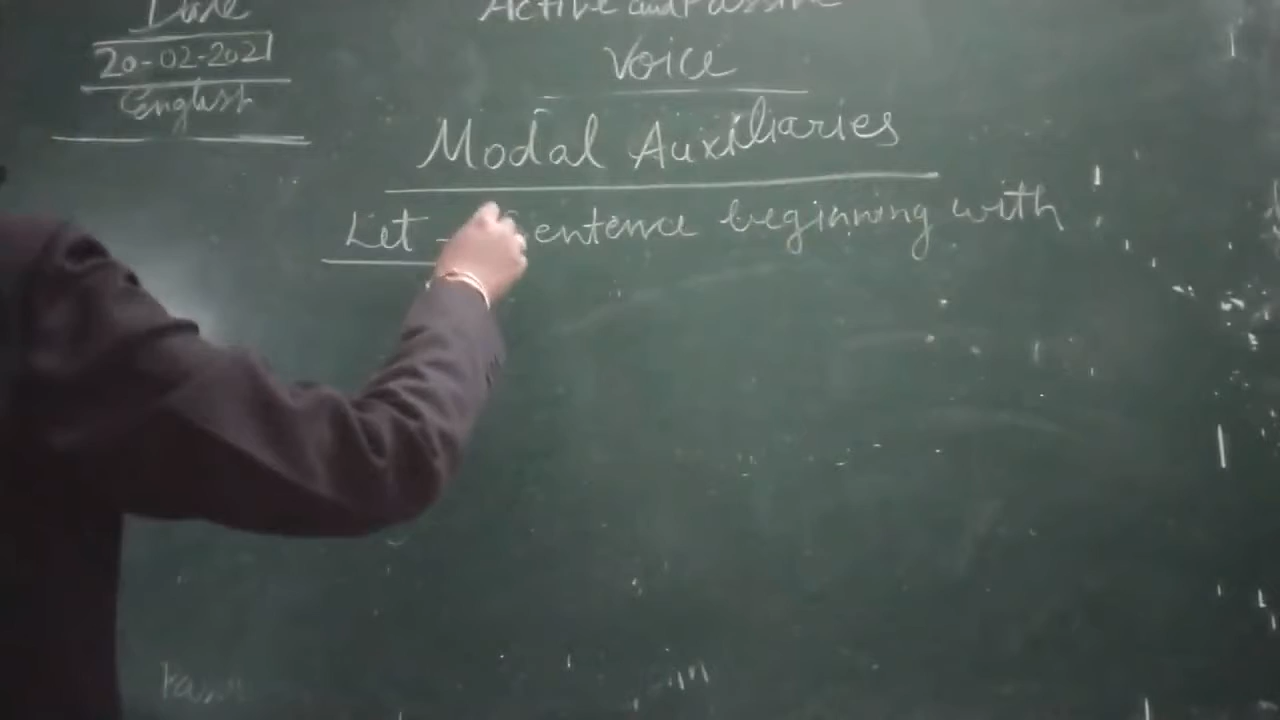 Date
20-02-2021
English
Active and Passive
Voice
Modal Auxiliaries
Let - Sentence beginning with